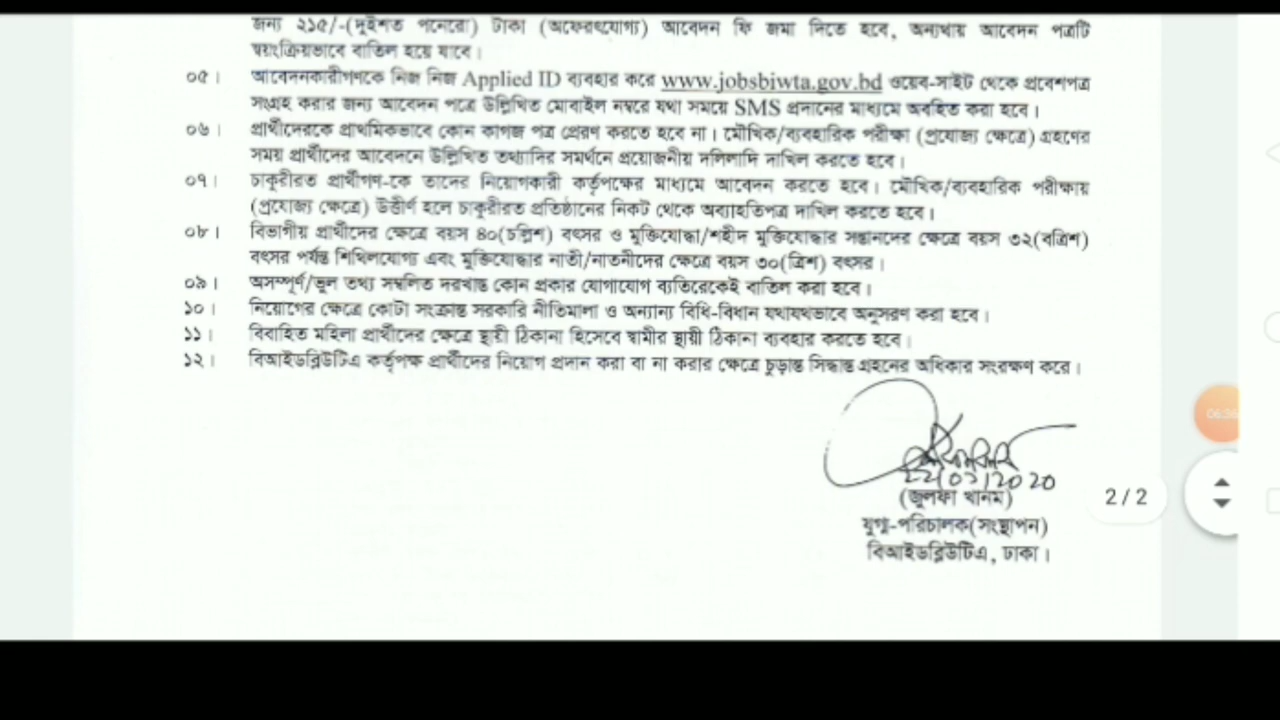 জন্য ২১৫/-(দুইশত পনেরো) টাকা (অফেরৎযোগ্য) আবেদন ফি জমা দিতে হবে, অন্যথায় আবেদন পত্রটি
স্বয়ংক্রিয়ভাবে বাতিল হয়ে যাবে।
০৫। আবেদনকারীগণকে নিজ নিজ Applied ID ব্যবহার করে www.jobsbiwta.gov.bd ওয়েব-সাইট থেকে প্রবেশপত্র
সংগ্রহ করার জন্য আবেদন পত্রে উল্লিখিত মোবাইল নম্বরে যথা সময়ে SMS প্রদানের মাধ্যমে অবহিত করা হবে।
০৬। প্রার্থীদেরকে প্রাথমিকভাবে কোন কাগজ পত্র প্রেরণ করতে হবে না। মৌখিক/ব্যবহারিক পরীক্ষা (প্রযোজ্য ক্ষেত্রে) গ্রহণের
সময় প্রার্থীদের আবেদনে উল্লিখিত তথ্যাদির সমর্থনে প্রয়োজনীয় দলিলাদি দাখিল করতে হবে।
০৭। চাকুরীরত প্রার্থীগণ-কে তাদের নিয়োগকারী কর্তৃপক্ষের মাধ্যমে আবেদন করতে হবে। মৌখিক/ব্যবহারিক পরীক্ষায়
(প্রযোজ্য ক্ষেত্রে) উত্তীর্ণ হলে চাকুরীরত প্রতিষ্ঠানের নিকট থেকে অব্যাহতিপত্র দাখিল করতে হবে।
০৮। বিভাগীয় প্রার্থীদের ক্ষেত্রে বয়স ৪০(চল্লিশ) বৎসর ও মুক্তিযোদ্ধা/শহীদ মুক্তিযোদ্ধার সন্তানদের ক্ষেত্রে বয়স ৩২(বত্রিশ)
বৎসর পর্যন্ত শিথিলযোগ্য এবং মুক্তিযোদ্ধার নাতী/নাতনীদের ক্ষেত্রে বয়স ৩০(ত্রিশ) বৎসর।
০৯। অসম্পূর্ণ/ভুল তথ্য সম্বলিত দরখাস্ত কোন প্রকার যোগাযোগ ব্যতিরেকেই বাতিল করা হবে।
১০। নিয়োগের ক্ষেত্রে কোটা সংক্রান্ত সরকারি নীতিমালা ও অন্যান্য বিধি-বিধান যথাযথভাবে অনুসরণ করা হবে।
১১। বিবাহিত মহিলা প্রার্থীদের ক্ষেত্রে স্থায়ী ঠিকানা হিসেবে স্বামীর স্থায়ী ঠিকানা ব্যবহার করতে হবে।
১২। বিআইডব্লিউটিএ কর্তৃপক্ষ প্রার্থীদের নিয়োগ প্রদান করা বা না করার ক্ষেত্রে চুড়ান্ত সিদ্ধান্ত গ্রহনের অধিকার সংরক্ষণ করে।
06:36
(জুলফা খানম)
2 / 2
যুগ্ম-পরিচালক(সংস্থাপন)
বিআইডব্লিউটিএ, ঢাকা।